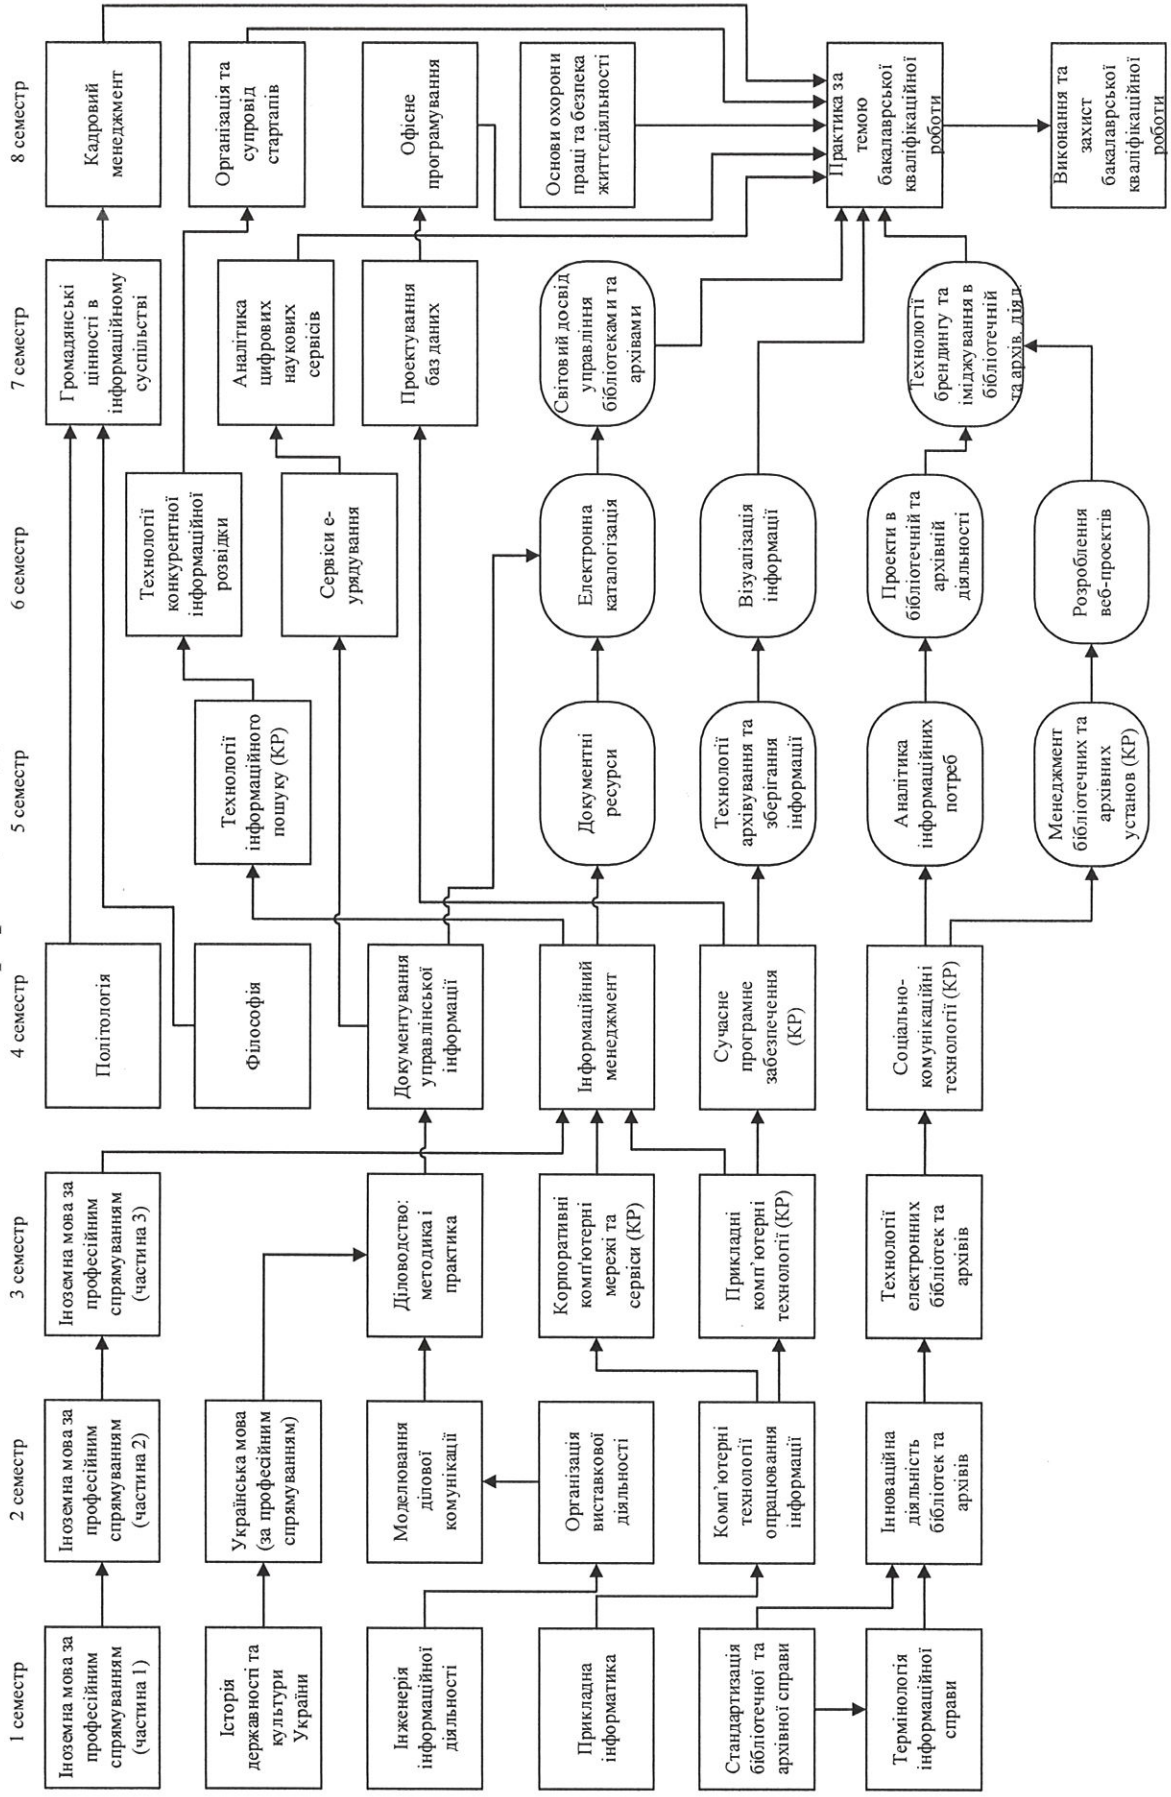 1 семестр
2 семестр
3 семестр
4 семестр
5 семестр
6 семестр
7 семестр
8 семестр
Іноземна мова за
професійним
спрямуванням
(частина 1)
Історія
державності та
культури
України
Інженерія
інформаційної
діяльності
Прикладна
інформатика
Стандартизація
бібліотечної та
архівної справи
Термінологія
інформаційної
справи
Іноземна мова за
професійним
спрямуванням
(частина 2)
Українська мова
(за професійним
спрямуванням)
Моделювання
ділової
комунікації
Організація
виставкової
діяльності
Комп'ютерні
технології
опрацювання
інформації
Інноваційна
діяльність
бібліотек та
архівів
Іноземна мова за
професійним
спрямуванням
(частина 3)
Діловодство:
методика і
практика
Корпоративні
комп'ютерні
мережі та
сервіси (КР)
Прикладні
комп'ютерні
технології (КР)
Технології
електронних
бібліотек та
архівів
Політологія
Філософія
Документування
управлінської
інформації
Інформаційний
менеджмент
Сучасне
програмне
забезпечення
(КР)
Соціально-
комунікаційні
технології (КР)
Технології
інформаційного
пошуку (КР)
Документні
ресурси
Технології
архівування та
зберігання
інформації
Аналітика
інформаційних
потреб
Менеджмент
бібліотечних та
архівних
установ (КР)
Технології
конкурентної
інформаційної
розвідки
Сервіси е-
урядування
Електронна
каталогізація
Візуалізація
інформації
Проекти в
бібліотечній та
архівній
діяльності
Розроблення
веб-проектів
Громадянські
цінності в
інформаційному
суспільстві
Аналітика
цифрових
наукових
сервісів
Проектування
баз даних
Світовий досвід
управління
бібліотеками та
архівами
Технології
брендингу та
іміджування в
бібліотечній
та архів. діял.
Кадровий
менеджмент
Організація та
супровід
стартапів
Офісне
програмування
Основи охорони
праці та безпека
життєдіяльності
Практика за
темою
бакалаврської
кваліфікаційної
роботи
Виконання та
захист
бакалаврської
кваліфікаційної
роботи